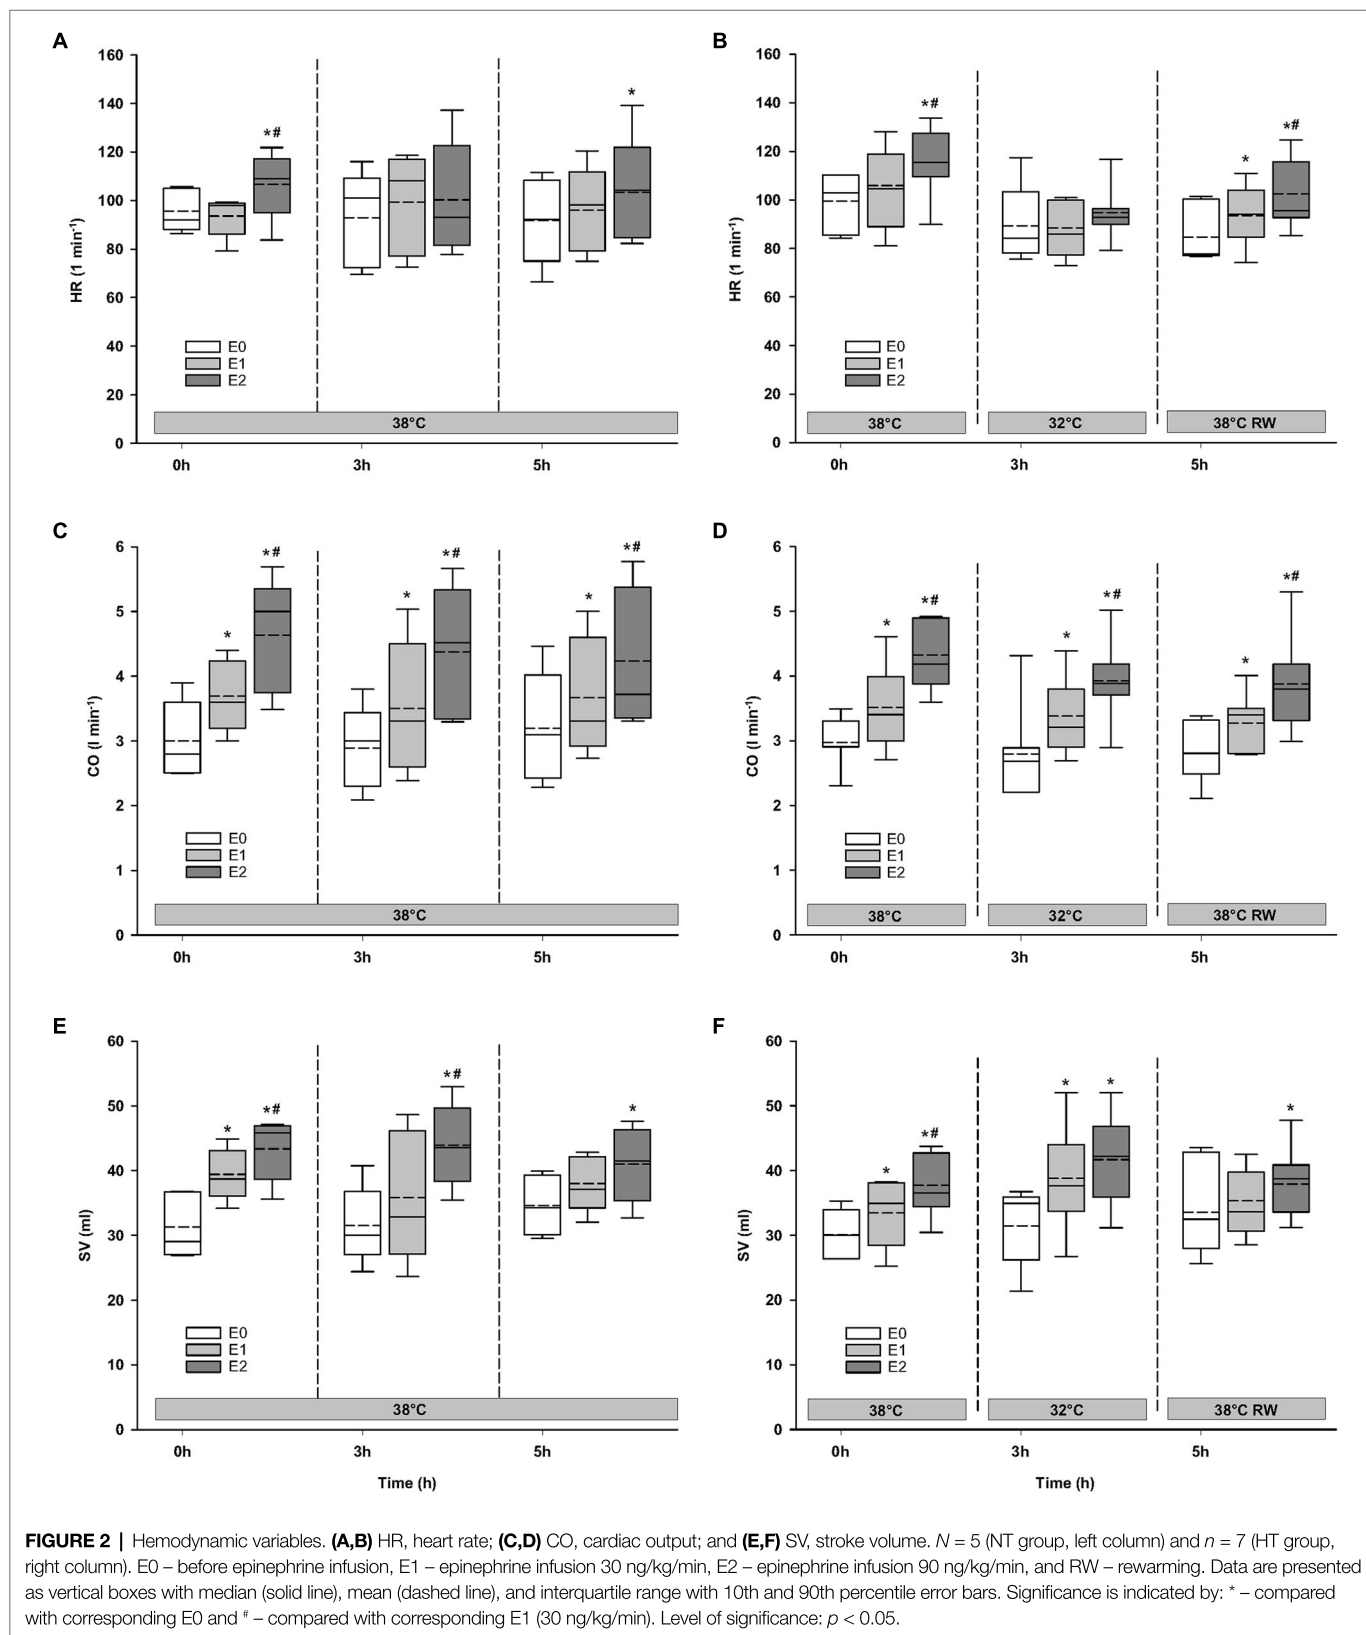 A
160
140
120
100
80
60
40
20
0
HR (1 min-1)
*#
*
E0
E1
E2
38°C
0h
3h
5h
B
160
140
120
100
80
60
40
20
0
HR (1 min-1)
*#
*
*#
E0
E1
E2
38°C
32°C
38°C RW
0h
3h
5h
C
6
5
4
3
2
1
0
CO (l min-1)
*
*#
*
*#
*
*#
E0
E1
E2
38°C
0h
3h
5h
D
6
5
4
3
2
1
0
CO (l min-1)
*
*#
*
*#
*
*#
E0
E1
E2
38°C
32°C
38°C RW
0h
3h
5h
E
60
50
40
30
20
10
0
SV (ml)
*
*#
*#
*
E0
E1
E2
38°C
0h
3h
5h
Time (h)
F
60
50
40
30
20
10
0
SV (ml)
*
*#
*
*
*
E0
E1
E2
38°C
32°C
38°C RW
0h
3h
5h
Time (h)
FIGURE 2 | Hemodynamic variables. (A,B) HR, heart rate; (C,D) CO, cardiac output; and (E,F) SV, stroke volume. N = 5 (NT group, left column) and n = 7 (HT group,
right column). E0 – before epinephrine infusion, E1 – epinephrine infusion 30 ng/kg/min, E2 – epinephrine infusion 90 ng/kg/min, and RW – rewarming. Data are presented
as vertical boxes with median (solid line), mean (dashed line), and interquartile range with 10th and 90th percentile error bars. Significance is indicated by: * – compared
with corresponding E0 and # – compared with corresponding E1 (30 ng/kg/min). Level of significance: p < 0.05.